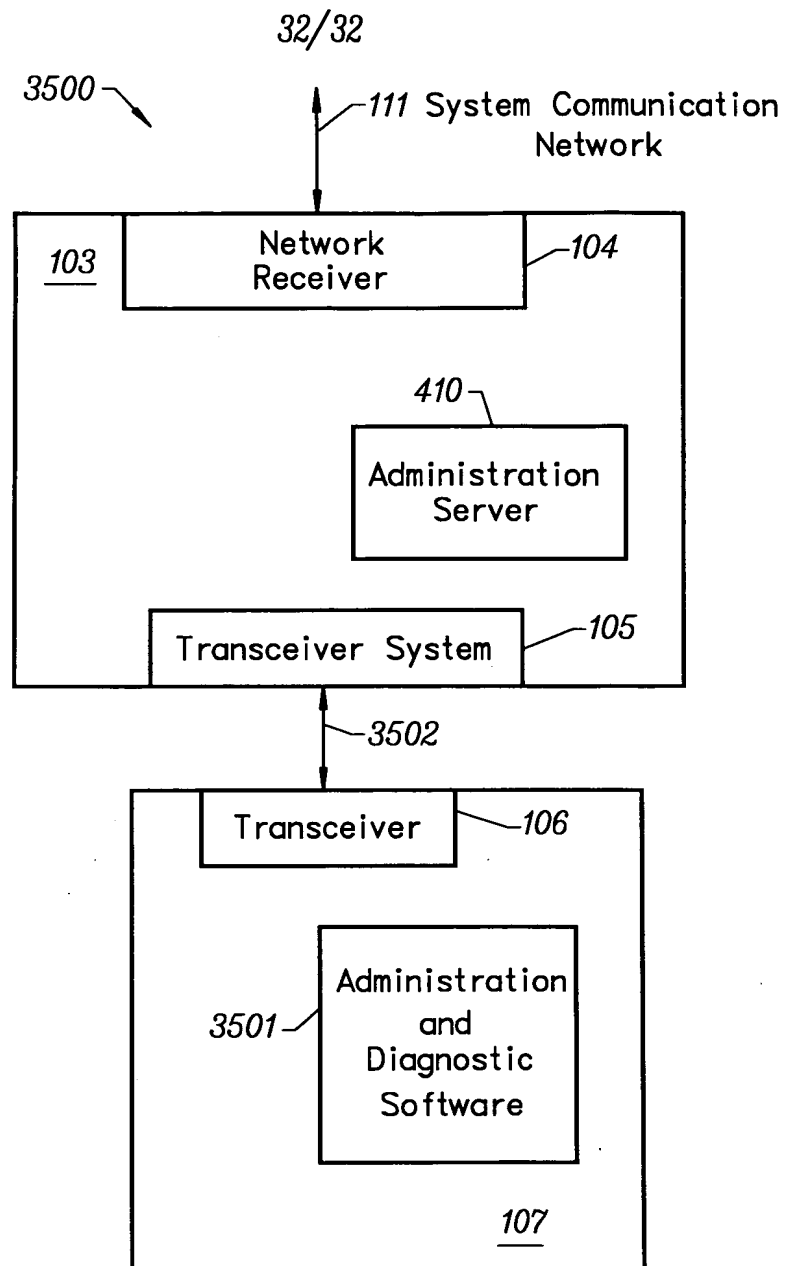 32/32
3500
111 System Communication
Network
103
Network
Receiver
104
410
Administration
Server
Transceiver System
105
3502
Transceiver
106
3501
Administration
and
Diagnostic
Software
107